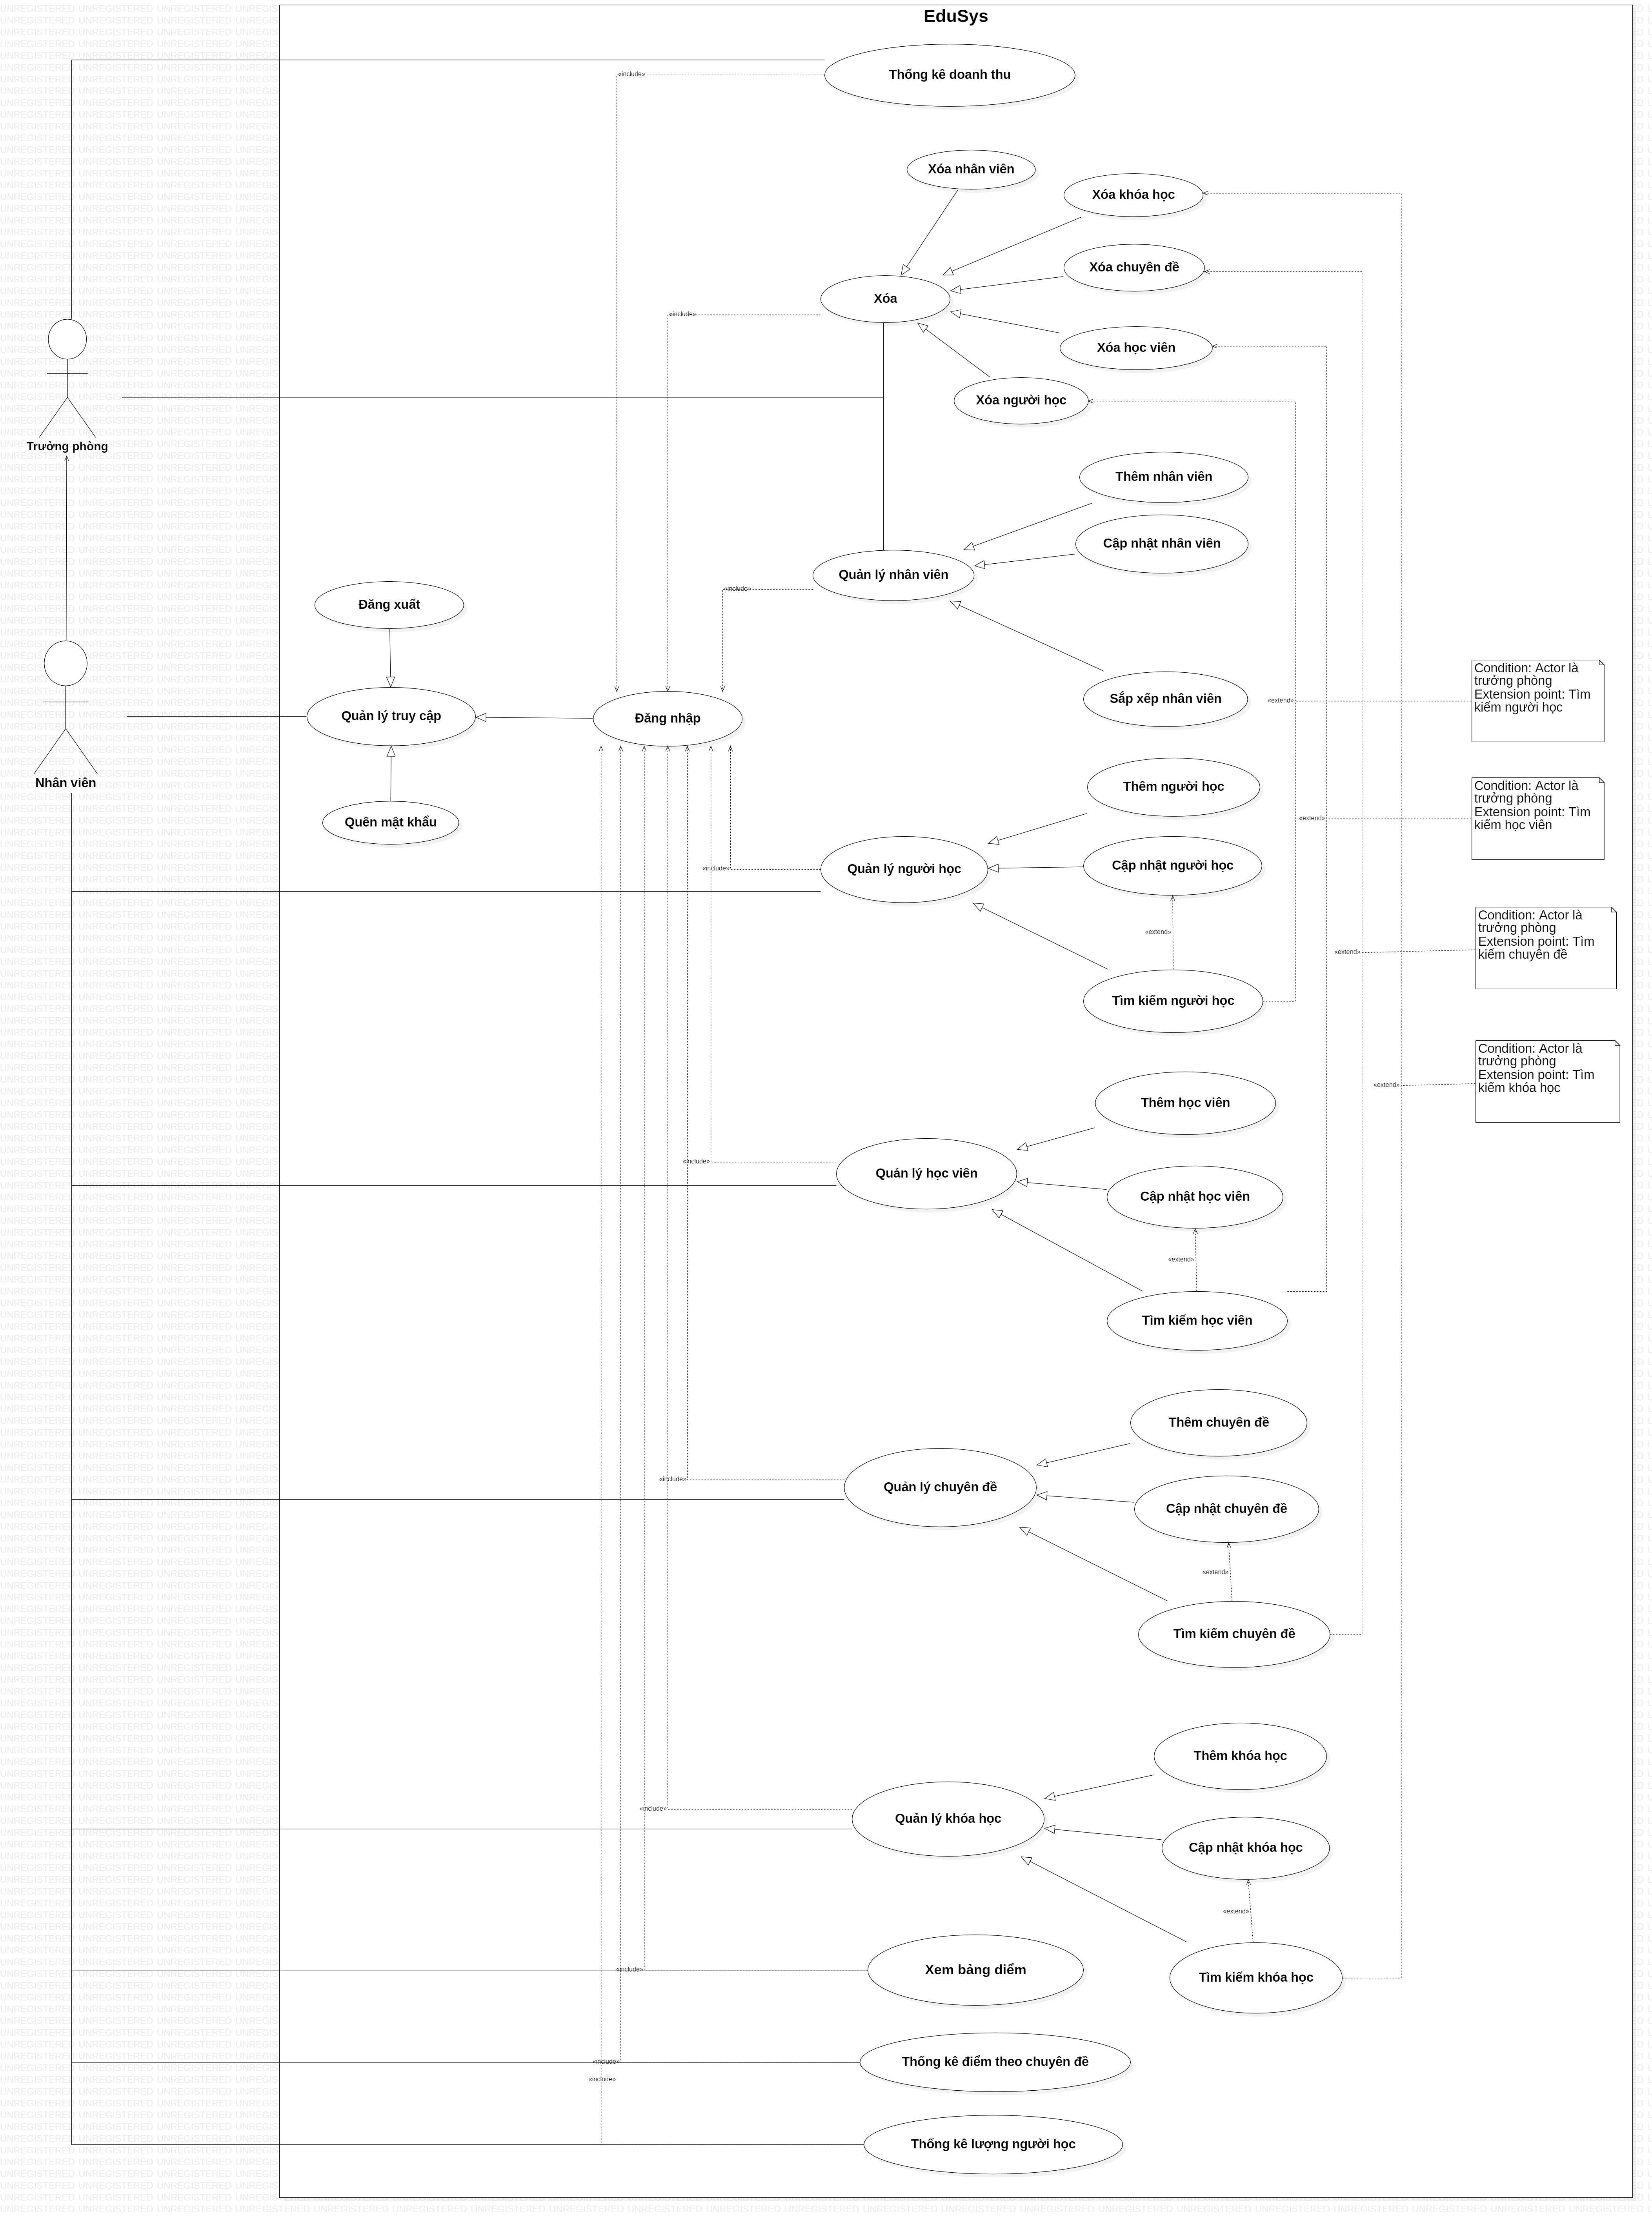 EduSys
Thống kê doanh thu
«include»
Xóa nhân viên
Xóa khóa học
Xóa chuyên đề
Xóa
«include»
Xóa học viên
Xóa người học
Trưởng phòng
Thêm nhân viên
Cập nhật nhân viên
Quản lý nhân viên
«include»
Đăng xuất
Sắp xếp nhân viên
«extend»
Condition: Actor là
trưởng phòng
Extension point: Tìm
kiếm người học
Quản lý truy cập
Đăng nhập
Nhân viên
Quên mật khẩu
Thêm người học
«extend»
Condition: Actor là
trưởng phòng
Extension point: Tìm
kiếm học viên
Quản lý người học
«include»
Cập nhật người học
«extend»
«extend»
Condition: Actor là
trưởng phòng
Extension point: Tìm
kiếm chuyên đề
Tìm kiếm người học
«extend»
Condition: Actor là
trưởng phòng
Extension point: Tìm
kiếm khóa học
Thêm học viên
«include»
Quản lý học viên
Cập nhật học viên
«extend»
Tìm kiếm học viên
Thêm chuyên đề
«include»
Quản lý chuyên đề
Cập nhật chuyên đề
«extend»
Tìm kiếm chuyên đề
Thêm khóa học
«include»
Quản lý khóa học
Cập nhật khóa học
«extend»
«include»
Xem bảng điểm
Tìm kiếm khóa học
«include»
Thống kê điểm theo chuyên đề
«include»
Thống kê lượng người học
UNREGISTERED